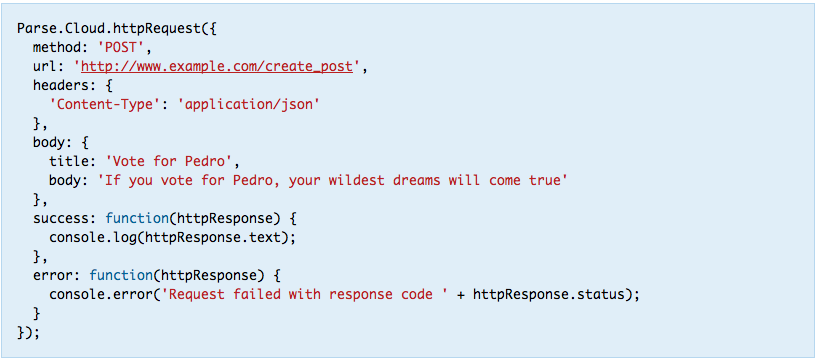 Parse.Cloud.httpRequest({
  method: 'POST',
  url: 'http://www.example.com/create_post',
  headers: {
    'Content-Type': 'application/json'
  },
  body: {
    title: 'Vote for Pedro',
    body: 'If you vote for Pedro, your wildest dreams will come true'
  },
  success: function(httpResponse) {
    console.log(httpResponse.text);
  },
  error: function(httpResponse) {
    console.error('Request failed with response code ' + httpResponse.status);
  }
});